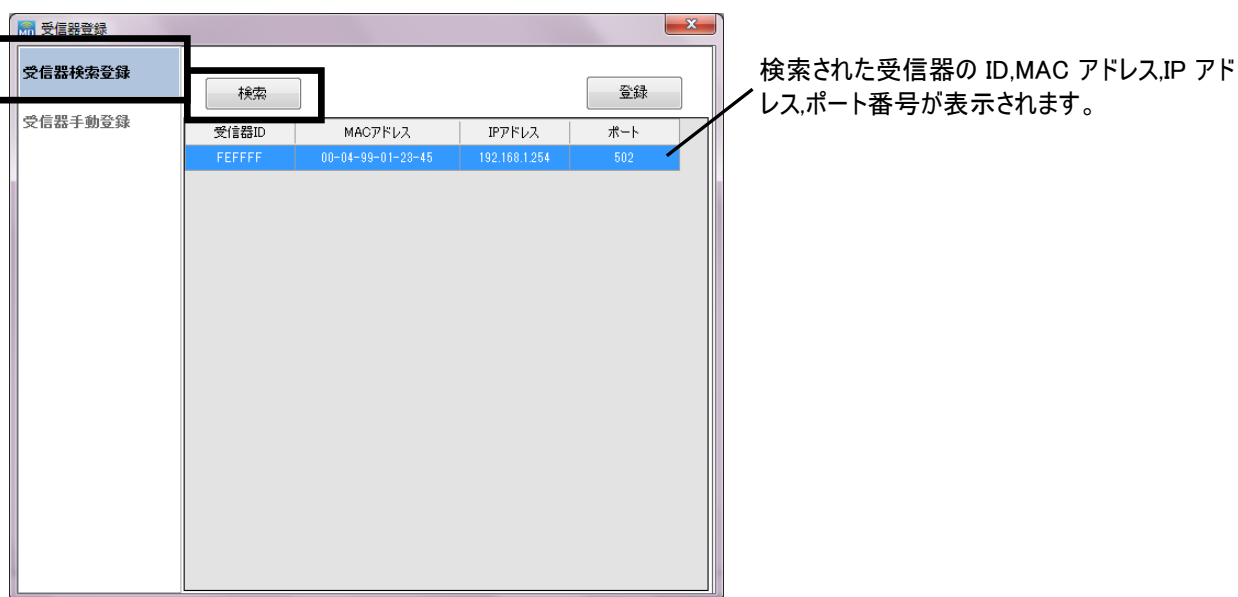 受信器登録
受信器検索登録
受信器手動登録
検索
登録
受信器ID MACアドレス IPアドレス ポート
FEFFFF 00-04-99-01-23-45 192.168.1.254 502
検索された受信器の ID,MAC アドレス,IP アド
レス,ポート番号が表示されます。